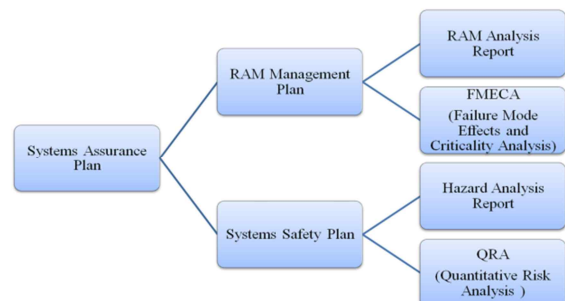 Systems Assurance
Plan
RAM Management
Plan
RAM Analysis
Report
FMECA
(Failure Mode
Effects and
Criticality Analysis)
Systems Safety Plan
Hazard Analysis
Report
QRA
(Quantitative Risk
Analysis )